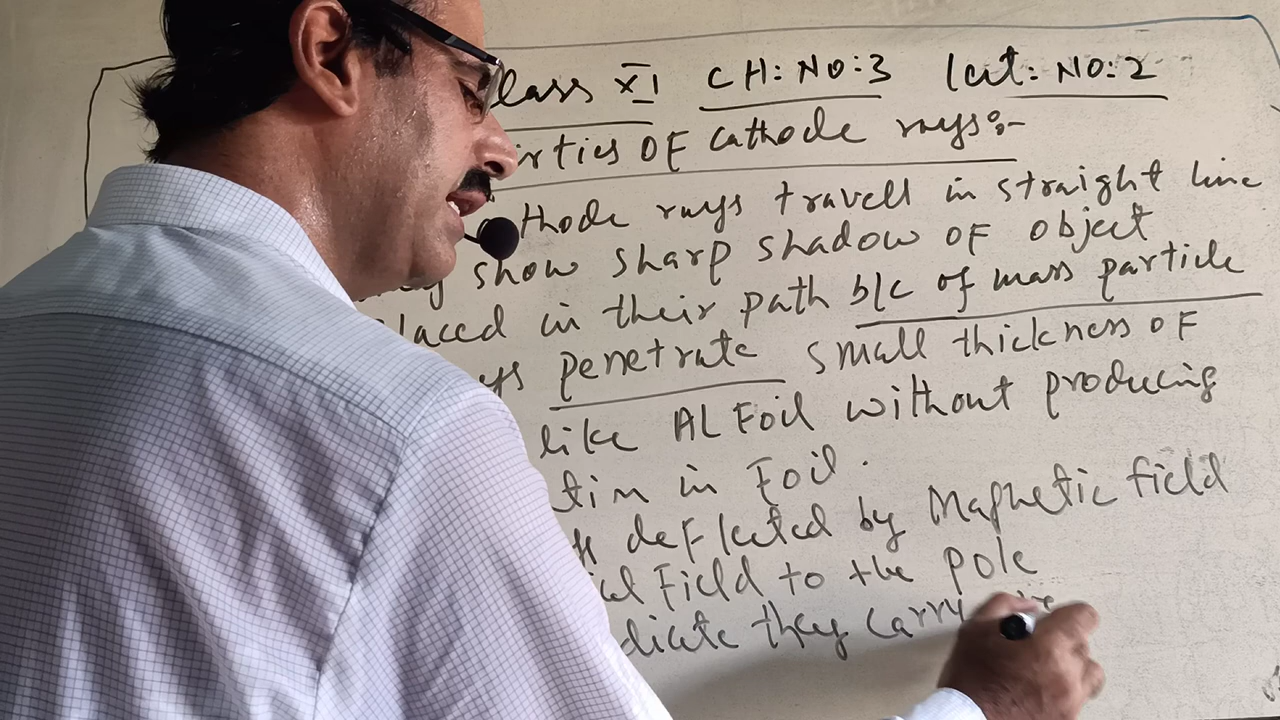 lass XI CH: NO:3 lect: NO:2
rties OF cathode rays:-
thode rays travell in straight line
show sharp shadow OF object
laced in their path b/c of mass particle
ys penetrate small thickness OF
like AL Foil without producing
tion in Foil.
deflected by Magnetic field
cal Field to the pole
dicate they carry